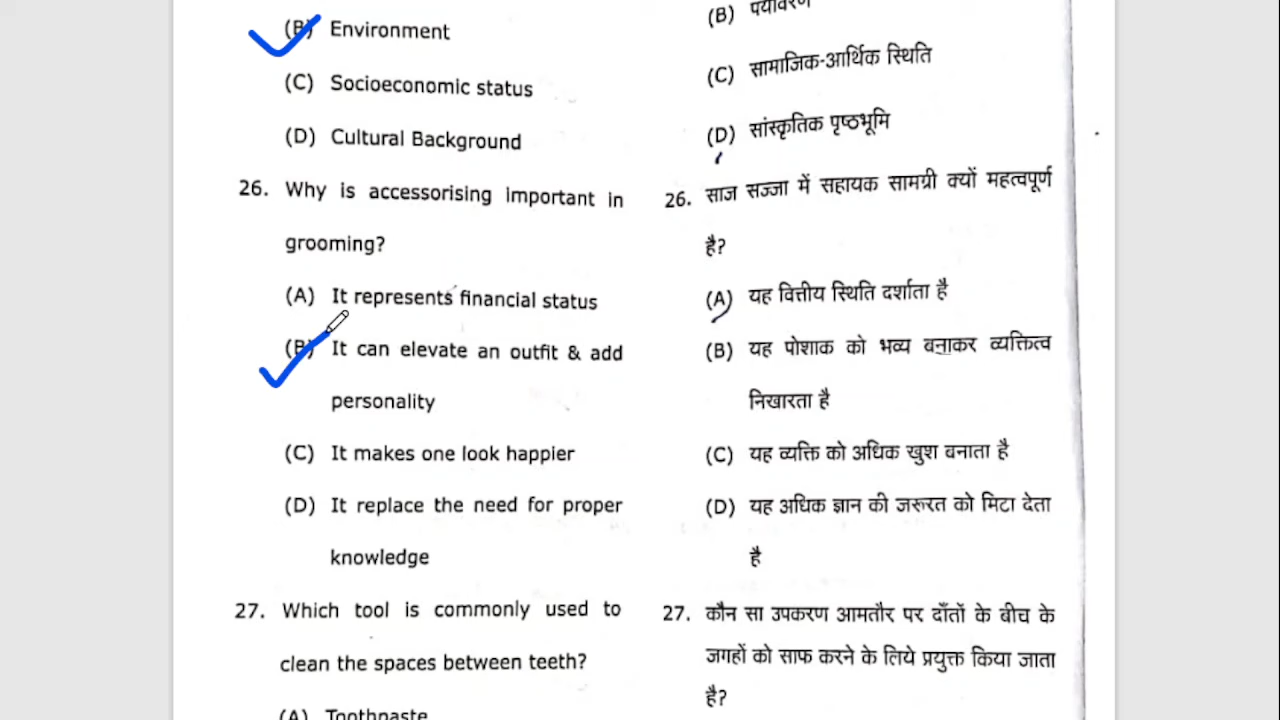 (B) Environment
(C) Socioeconomic status
(D) Cultural Background
26. Why is accessorising important in
grooming?
(A) It represents financial status
(B) It can elevate an outfit & add
personality
(C) It makes one look happier
(D) It replace the need for proper
knowledge
27. Which tool is commonly used to
clean the spaces between teeth?
(A) Toothpaste
(B) पर्यावरण
(C) सामाजिक-आर्थिक स्थिति
(D) सांस्कृतिक पृष्ठभूमि
26. साज सज्जा में सहायक सामग्री क्यों महत्वपूर्ण
है?
(A) यह वित्तीय स्थिति दर्शाता है
(B) यह पोशाक को भव्य बनाकर व्यक्तित्व
निखारता है
(C) यह व्यक्ति को अधिक खुश बनाता है
(D) यह अधिक ज्ञान की जरूरत को मिटा देता
है
27. कौन सा उपकरण आमतौर पर दाँतों के बीच के
जगहों को साफ करने के लिये प्रयुक्त किया जाता
है?